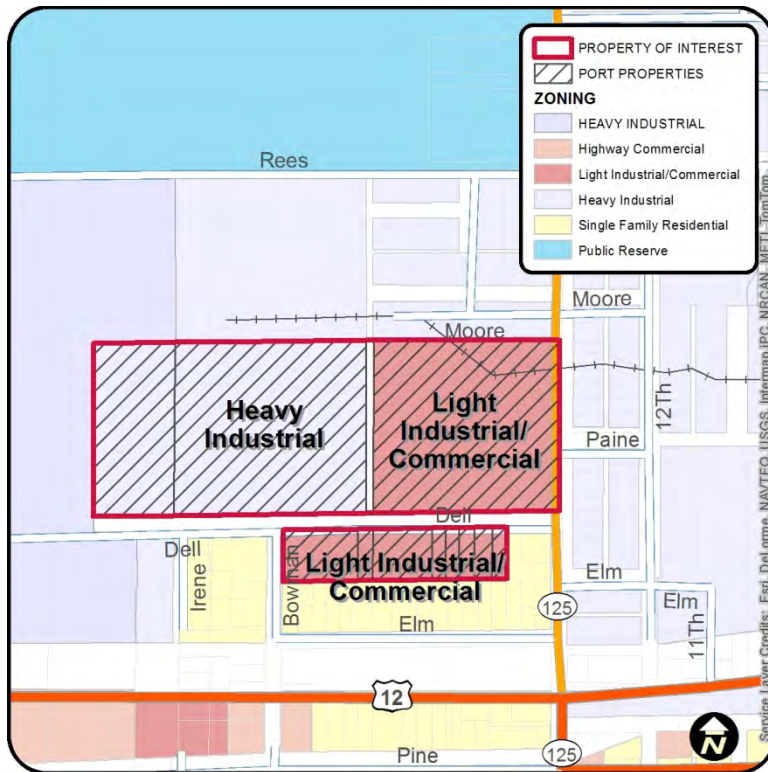 PROPERTY OF INTEREST
PORT PROPERTIES
ZONING
HEAVY INDUSTRIAL
Highway Commercial
Light Industrial/Commercial
Heavy Industrial
Single Family Residential
Public Reserve
Rees
Moore
Moore
Heavy
Industrial
Light
Industrial/
Commercial
12Th
Paine
Dell
Dell
Irene
Bowman
Light Industrial/
Commercial
Elm
Elm
Elm
11Th
125
12
Pine
125
N
Service Layer Credits: Esri, DeLorme, NAVTEQ, USGS, Intermap, iPC, NRCAN, METI, TomTom